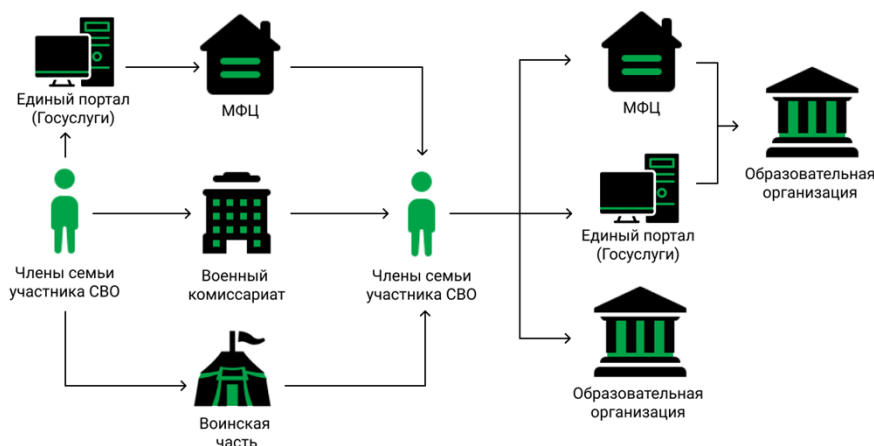 Единый портал
(Госуслуги)
МФЦ
МФЦ
Образовательная
организация
Члены семьи
участника СВО
Военный
комиссариат
Члены семьи
участника СВО
Единый портал
(Госуслуги)
Воинская
часть
Образовательная
организация